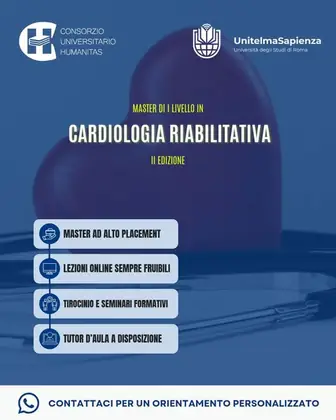 CONSORZIO
UNIVERSITARIO
HUMANITAS
UnitelmaSapienza
Università degli Studi di Roma
MASTER DI I LIVELLO IN
CARDIOLOGIA RIABILITATIVA
II EDIZIONE
MASTER AD ALTO PLACEMENT
LEZIONI ONLINE SEMPRE FRUIBILI
TIROCINIO E SEMINARI FORMATIVI
TUTOR D'AULA A DISPOSIZIONE
CONTATTACI PER UN ORIENTAMENTO PERSONALIZZATO